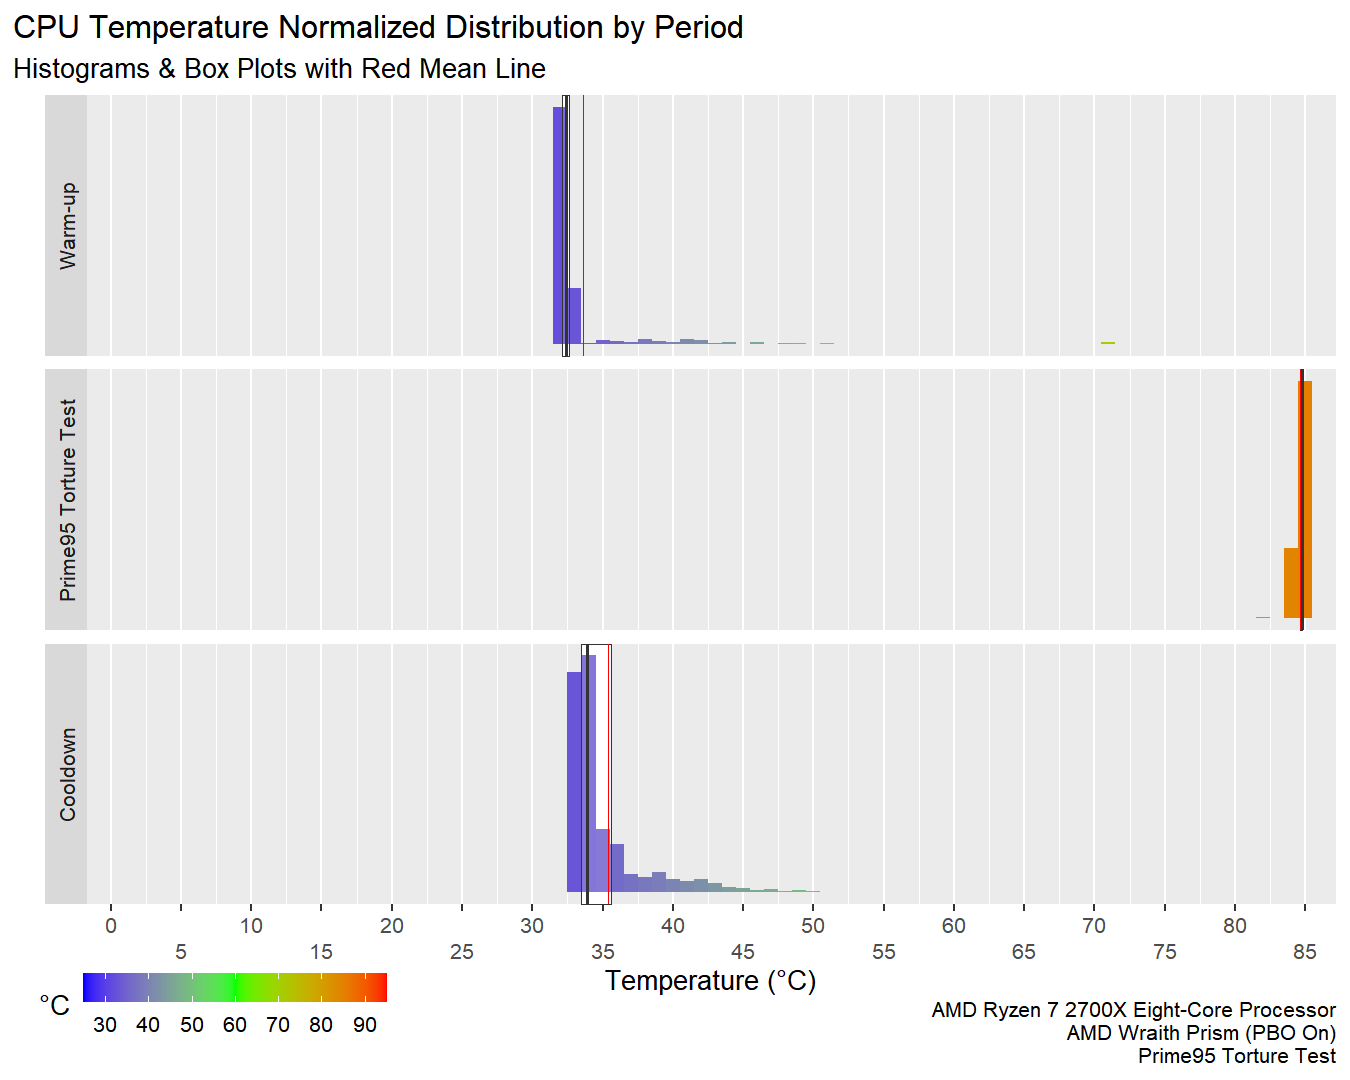 CPU Temperature Normalized Distribution by Period
Histograms & Box Plots with Red Mean Line
Warm-up
Prime95 Torture Test
Cooldown
0 10 20 30 40 50 60 70 80
5 15 25 35 45 55 65 75 85
Temperature (°C)
°C
30 40 50 60 70 80 90
AMD Ryzen 7 2700X Eight-Core Processor
AMD Wraith Prism (PBO On)
Prime95 Torture Test